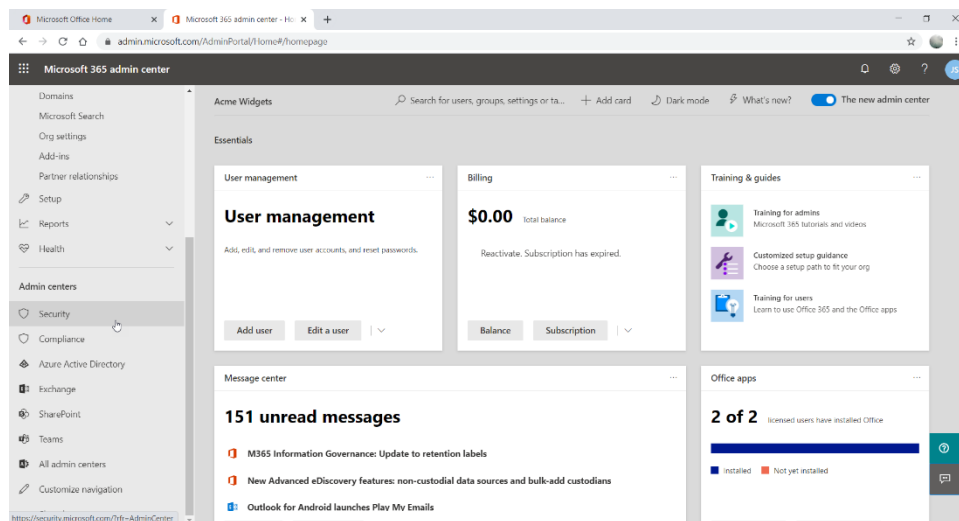 Microsoft Office Home
Microsoft 365 admin center - Ho
admin.microsoft.com/AdminPortal/Home#/homepage
Microsoft 365 admin center
JS
Domains
Microsoft Search
Org settings
Add-ins
Partner relationships
Setup
Reports
Health
Admin centers
Security
Compliance
Azure Active Directory
Exchange
SharePoint
Teams
All admin centers
Customize navigation
https://security.microsoft.com/?rfr=AdminCenter
Acme Widgets
Search for users, groups, settings or ta...
Add card
Dark mode
What's new?
The new admin center
Essentials
User management
User management
Add, edit, and remove user accounts, and reset passwords.
Add user
Edit a user
Billing
$0.00 Total balance
Reactivate. Subscription has expired.
Balance
Subscription
Training & guides
Training for admins
Microsoft 365 tutorials and videos
Customized setup guidance
Choose a setup path to fit your org
Training for users
Learn to use Office 365 and the Office apps
Message center
151 unread messages
M365 Information Governance: Update to retention labels
New Advanced eDiscovery features: non-custodial data sources and bulk-add custodians
Outlook for Android launches Play My Emails
Office apps
2 of 2 licensed users have installed Office
Installed
Not yet installed